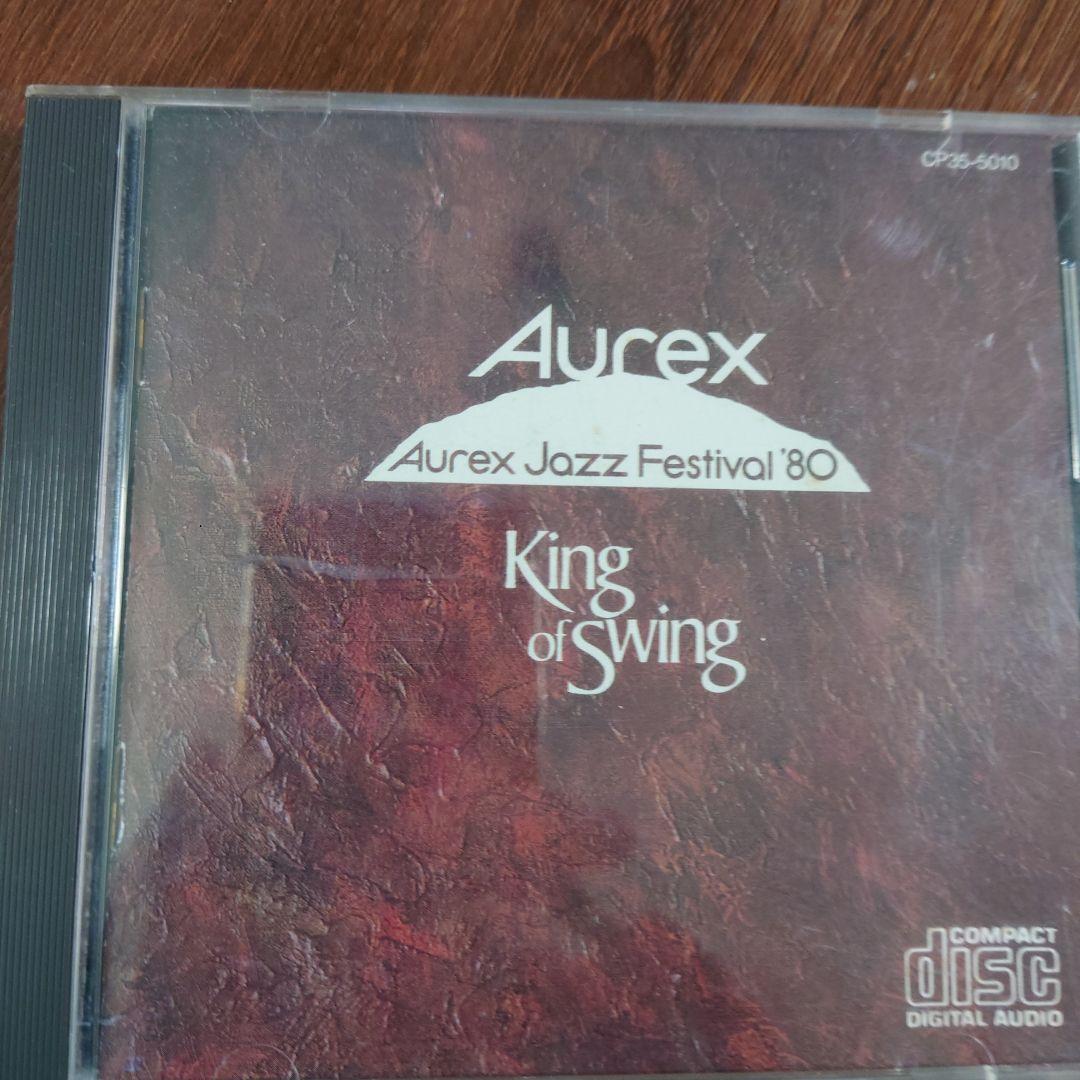 CP35-5010
Aurex
Aurex Jazz Festival '80
King
of Swing
COMPACT
disc
DIGITAL AUDIO